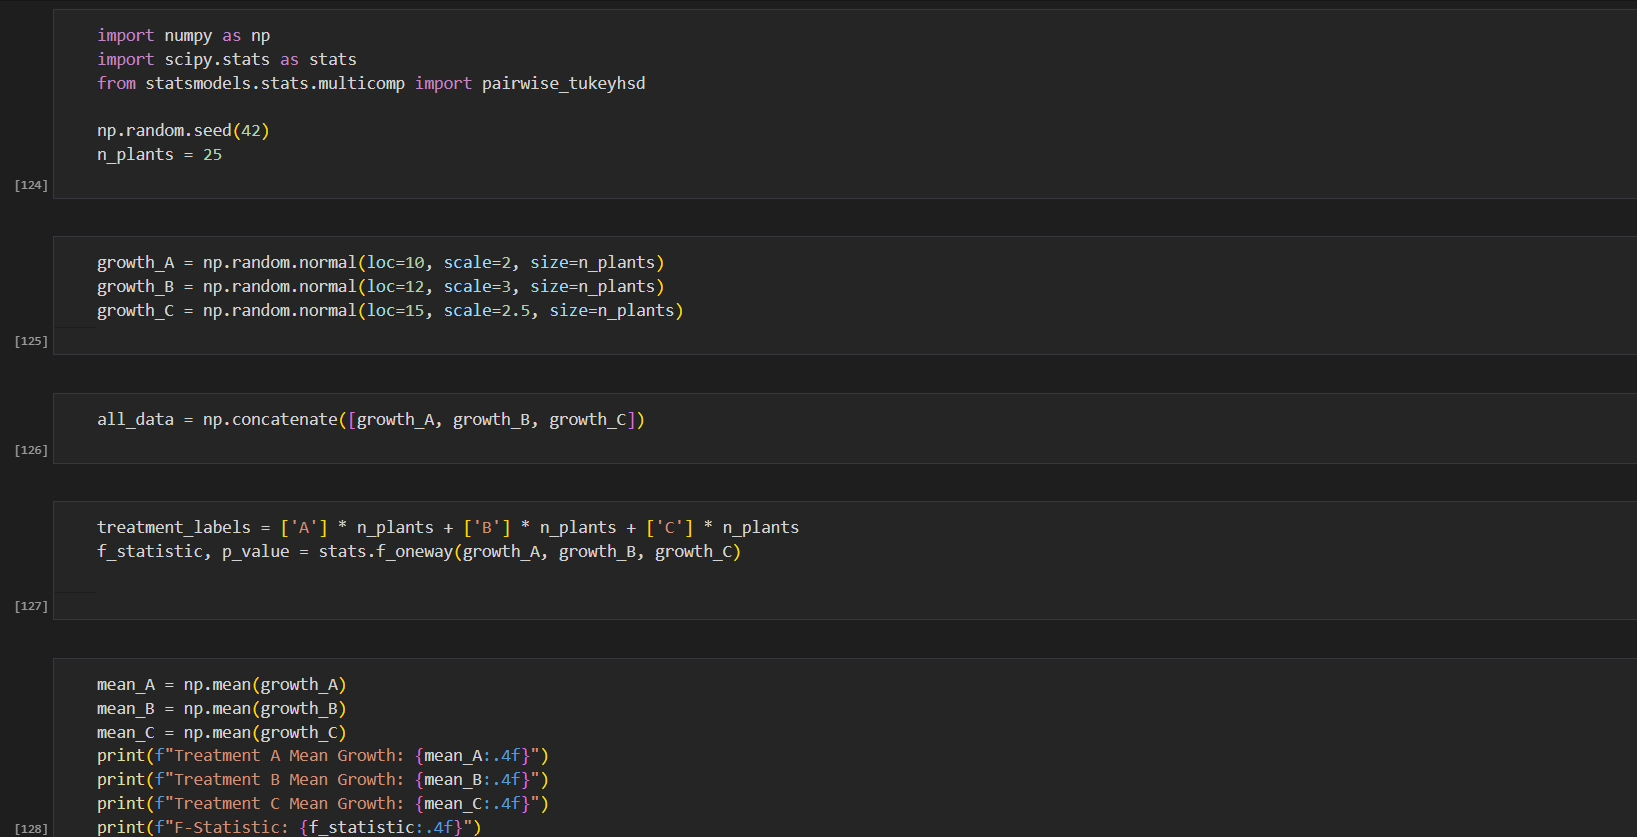 import numpy as np
import scipy.stats as stats
from statsmodels.stats.multicomp import pairwise_tukeyhsd
np.random.seed(42)
n_plants = 25
[124]
growth_A = np.random.normal(loc=10, scale=2, size=n_plants)
growth_B = np.random.normal(loc=12, scale=3, size=n_plants)
growth_C = np.random.normal(loc=15, scale=2.5, size=n_plants)
[125]
all_data = np.concatenate([growth_A, growth_B, growth_C])
[126]
treatment_labels = ['A'] * n_plants + ['B'] * n_plants + ['C'] * n_plants
f_statistic, p_value = stats.f_oneway(growth_A, growth_B, growth_C)
[127]
mean_A = np.mean(growth_A)
mean_B = np.mean(growth_B)
mean_C = np.mean(growth_C)
print(f"Treatment A Mean Growth: {mean_A:.4f}")
print(f"Treatment B Mean Growth: {mean_B:.4f}")
print(f"Treatment C Mean Growth: {mean_C:.4f}")
print(f"F-Statistic: {f_statistic:.4f}")
[128]